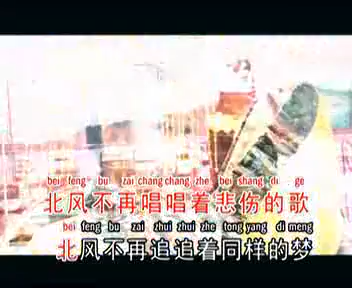 bei feng bu zai chang chang zhe bei shang di ge
北风不再唱唱着悲伤的歌
bei feng bu zai zhui zhui zhe tong yang di meng
北风不再追追着同样的梦